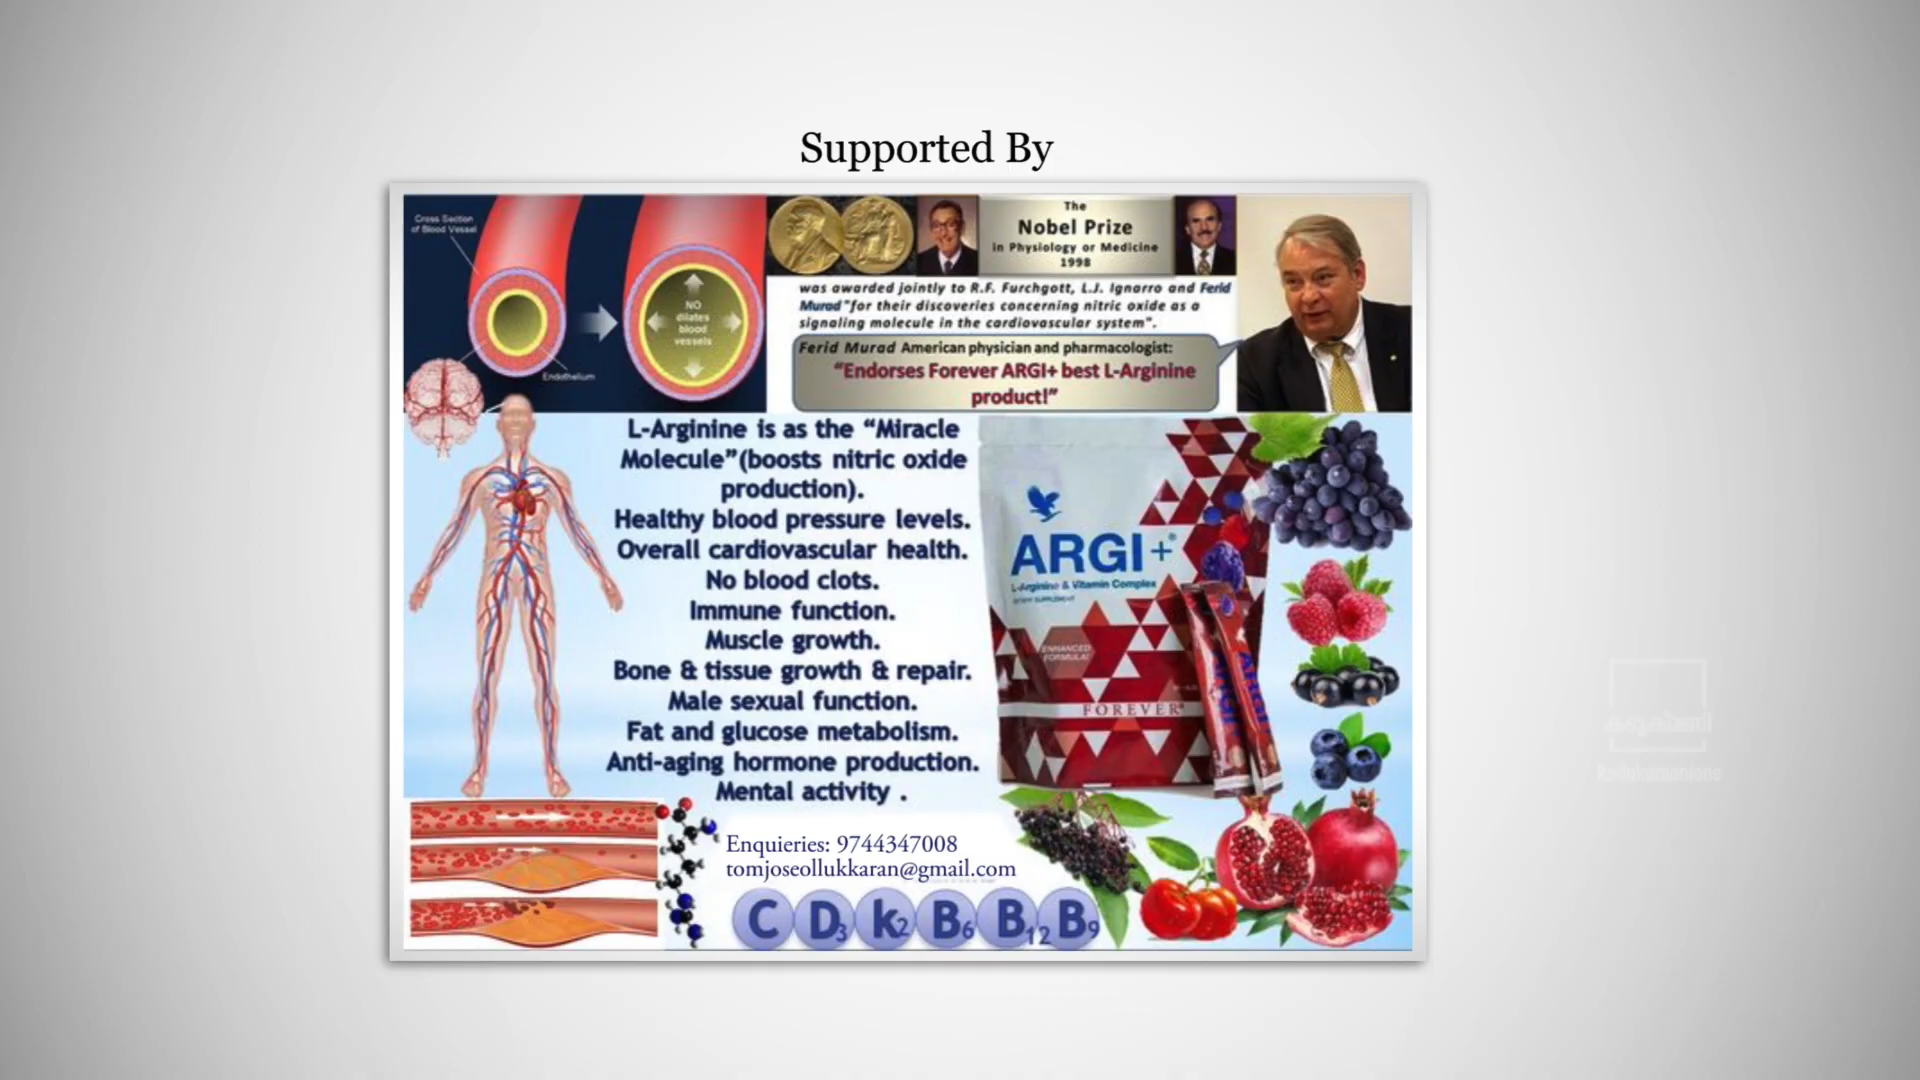 Supported By
Cross Section
of Blood Vessel
NO
dilates
blood
vessels
Endothelium
The
Nobel Prize
in Physiology or Medicine
1998
was awarded jointly to R.F. Furchgott, L.J. Ignarro and Ferid
Murad "for their discoveries concerning nitric oxide as a
signaling molecule in the cardiovascular system".
Ferid Murad American physician and pharmacologist:
"Endorses Forever ARGI+ best L-Arginine
product!"
L-Arginine is as the "Miracle
Molecule"(boosts nitric oxide
production).
Healthy blood pressure levels.
Overall cardiovascular health.
No blood clots.
Immune function.
Muscle growth.
Bone & tissue growth & repair.
Male sexual function.
Fat and glucose metabolism.
Anti-aging hormone production.
Mental activity .
ARGI+®
L-Arginine & Vitamin Complex
DIETARY SUPPLEMENT
ENHANCED
FORMULA!
FOREVER®
ARGI+
Enquieries: 9744347008
tomjoseollukkaran@gmail.com
C D3 k2 B6 B12 B9